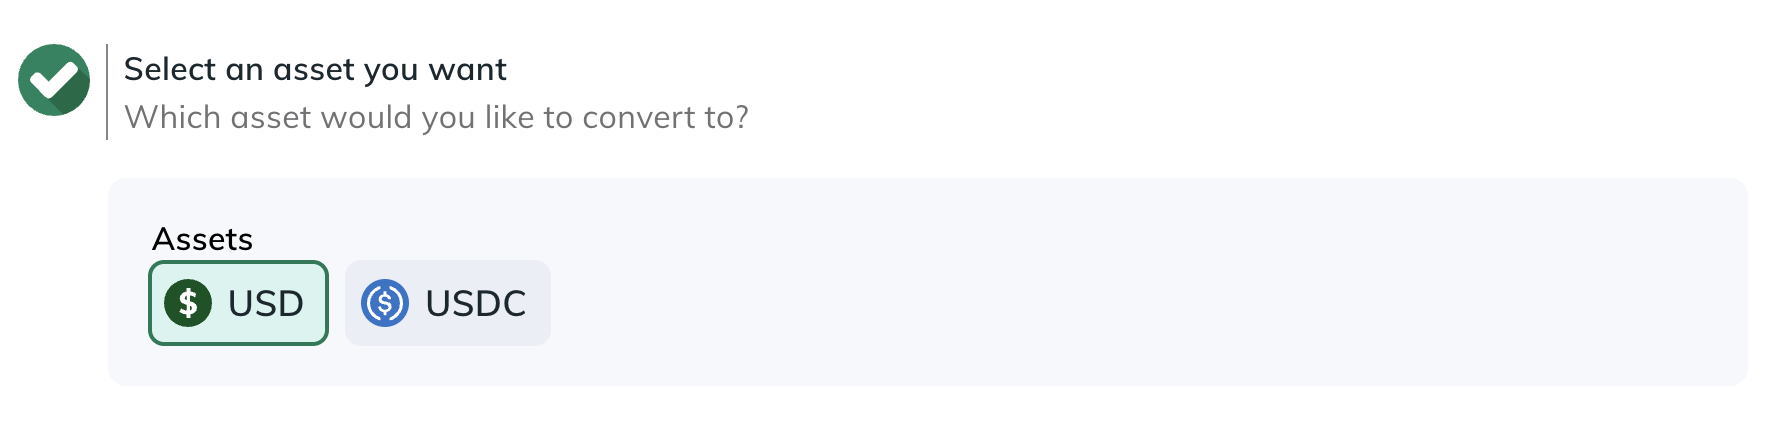 Select an asset you want
Which asset would you like to convert to?
Assets
$ USD
$ USDC